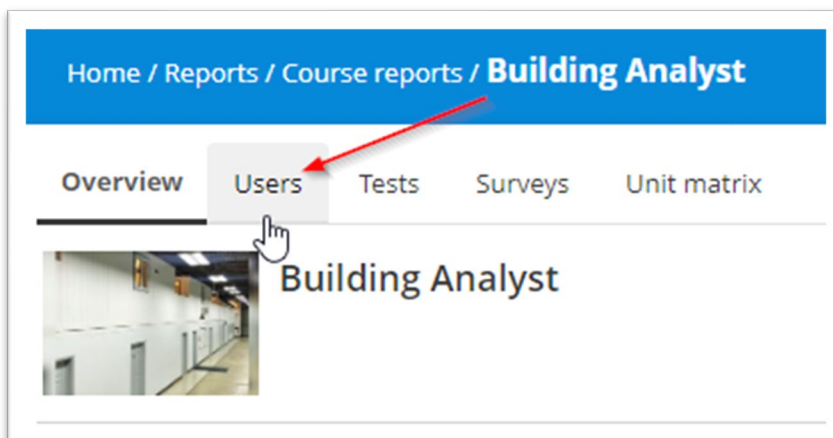 Home / Reports / Course reports / Building Analyst
Overview Users Tests Surveys Unit matrix
Building Analyst